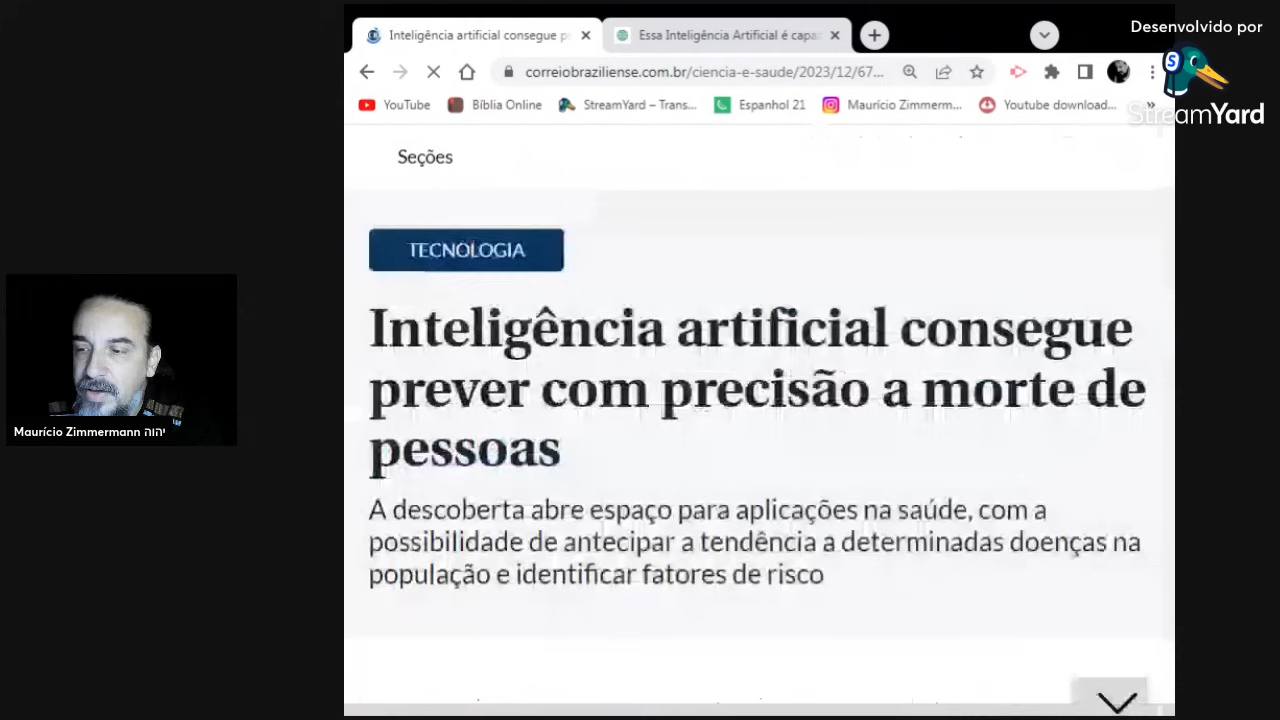 Inteligência artificial consegue p
Essa Inteligência Artificial é capa
Desenvolvido por
StreamYard
correiobraziliense.com.br/ciencia-e-saude/2023/12/67...
YouTube
Bíblia Online
StreamYard – Trans...
Espanhol 21
Maurício Zimmerm...
Youtube download...
»
Seções
TECNOLOGIA
Inteligência artificial consegue
prever com precisão a morte de
pessoas
A descoberta abre espaço para aplicações na saúde, com a
possibilidade de antecipar a tendência a determinadas doenças na
população e identificar fatores de risco
Maurício Zimmermann יהוה